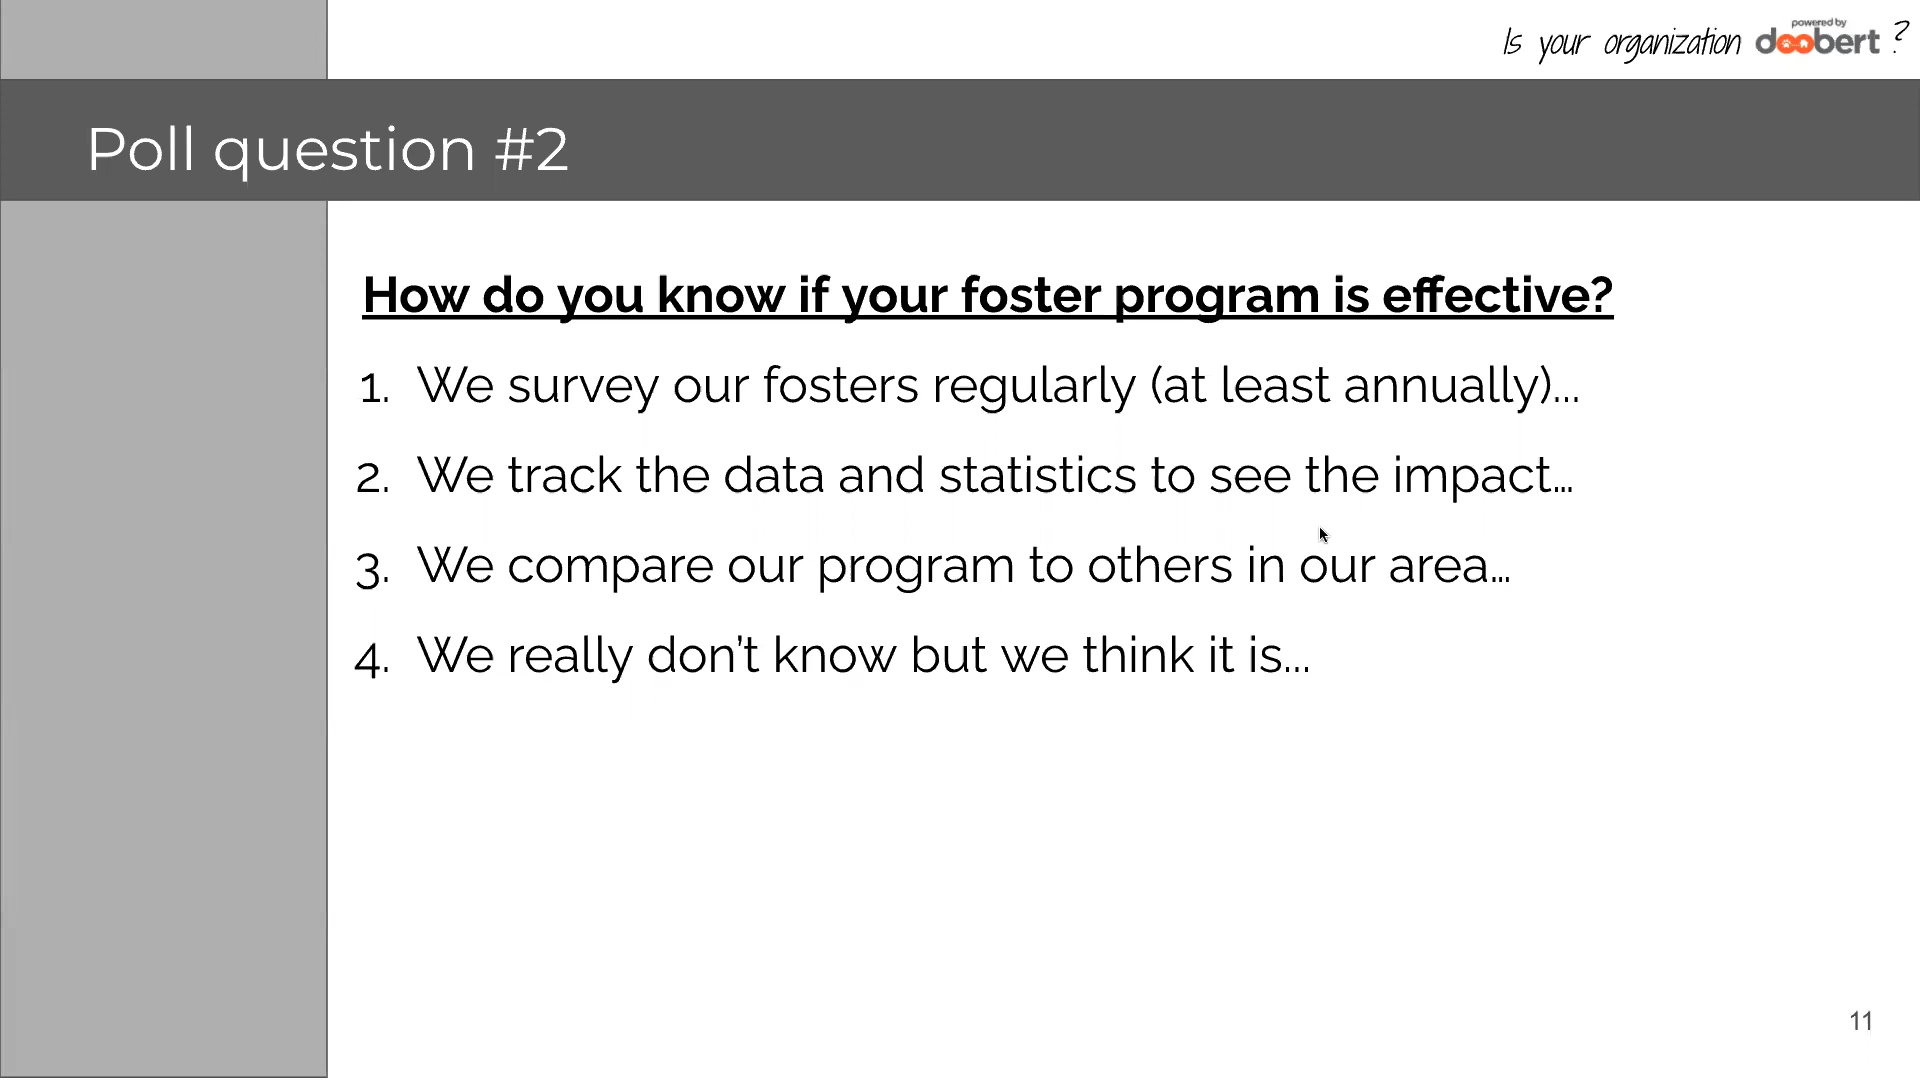 Is your organization powered by doobert ?
Poll question #2
How do you know if your foster program is effective?
1. We survey our fosters regularly (at least annually)...
2. We track the data and statistics to see the impact…
3. We compare our program to others in our area…
4. We really don’t know but we think it is...
11